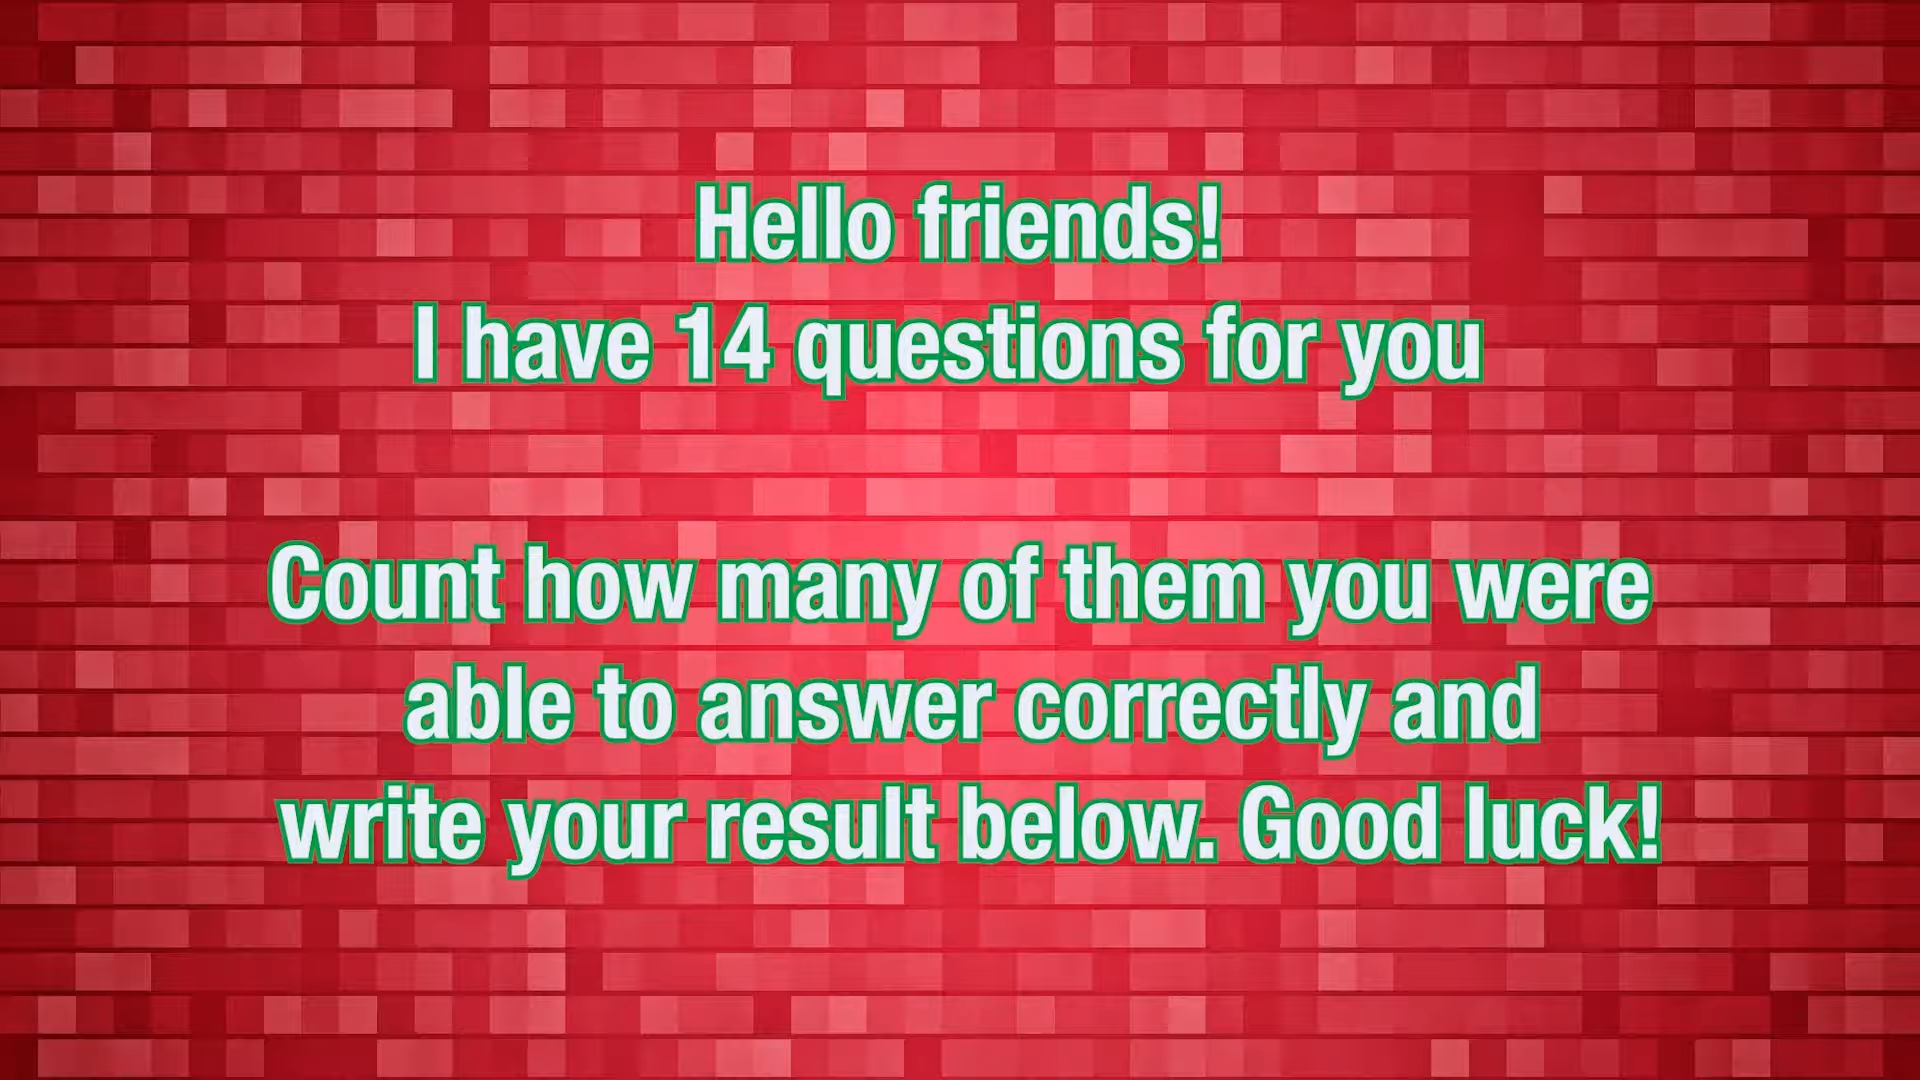 Hello friends!
I have 14 questions for you
Count how many of them you were
able to answer correctly and
write your result below. Good luck!